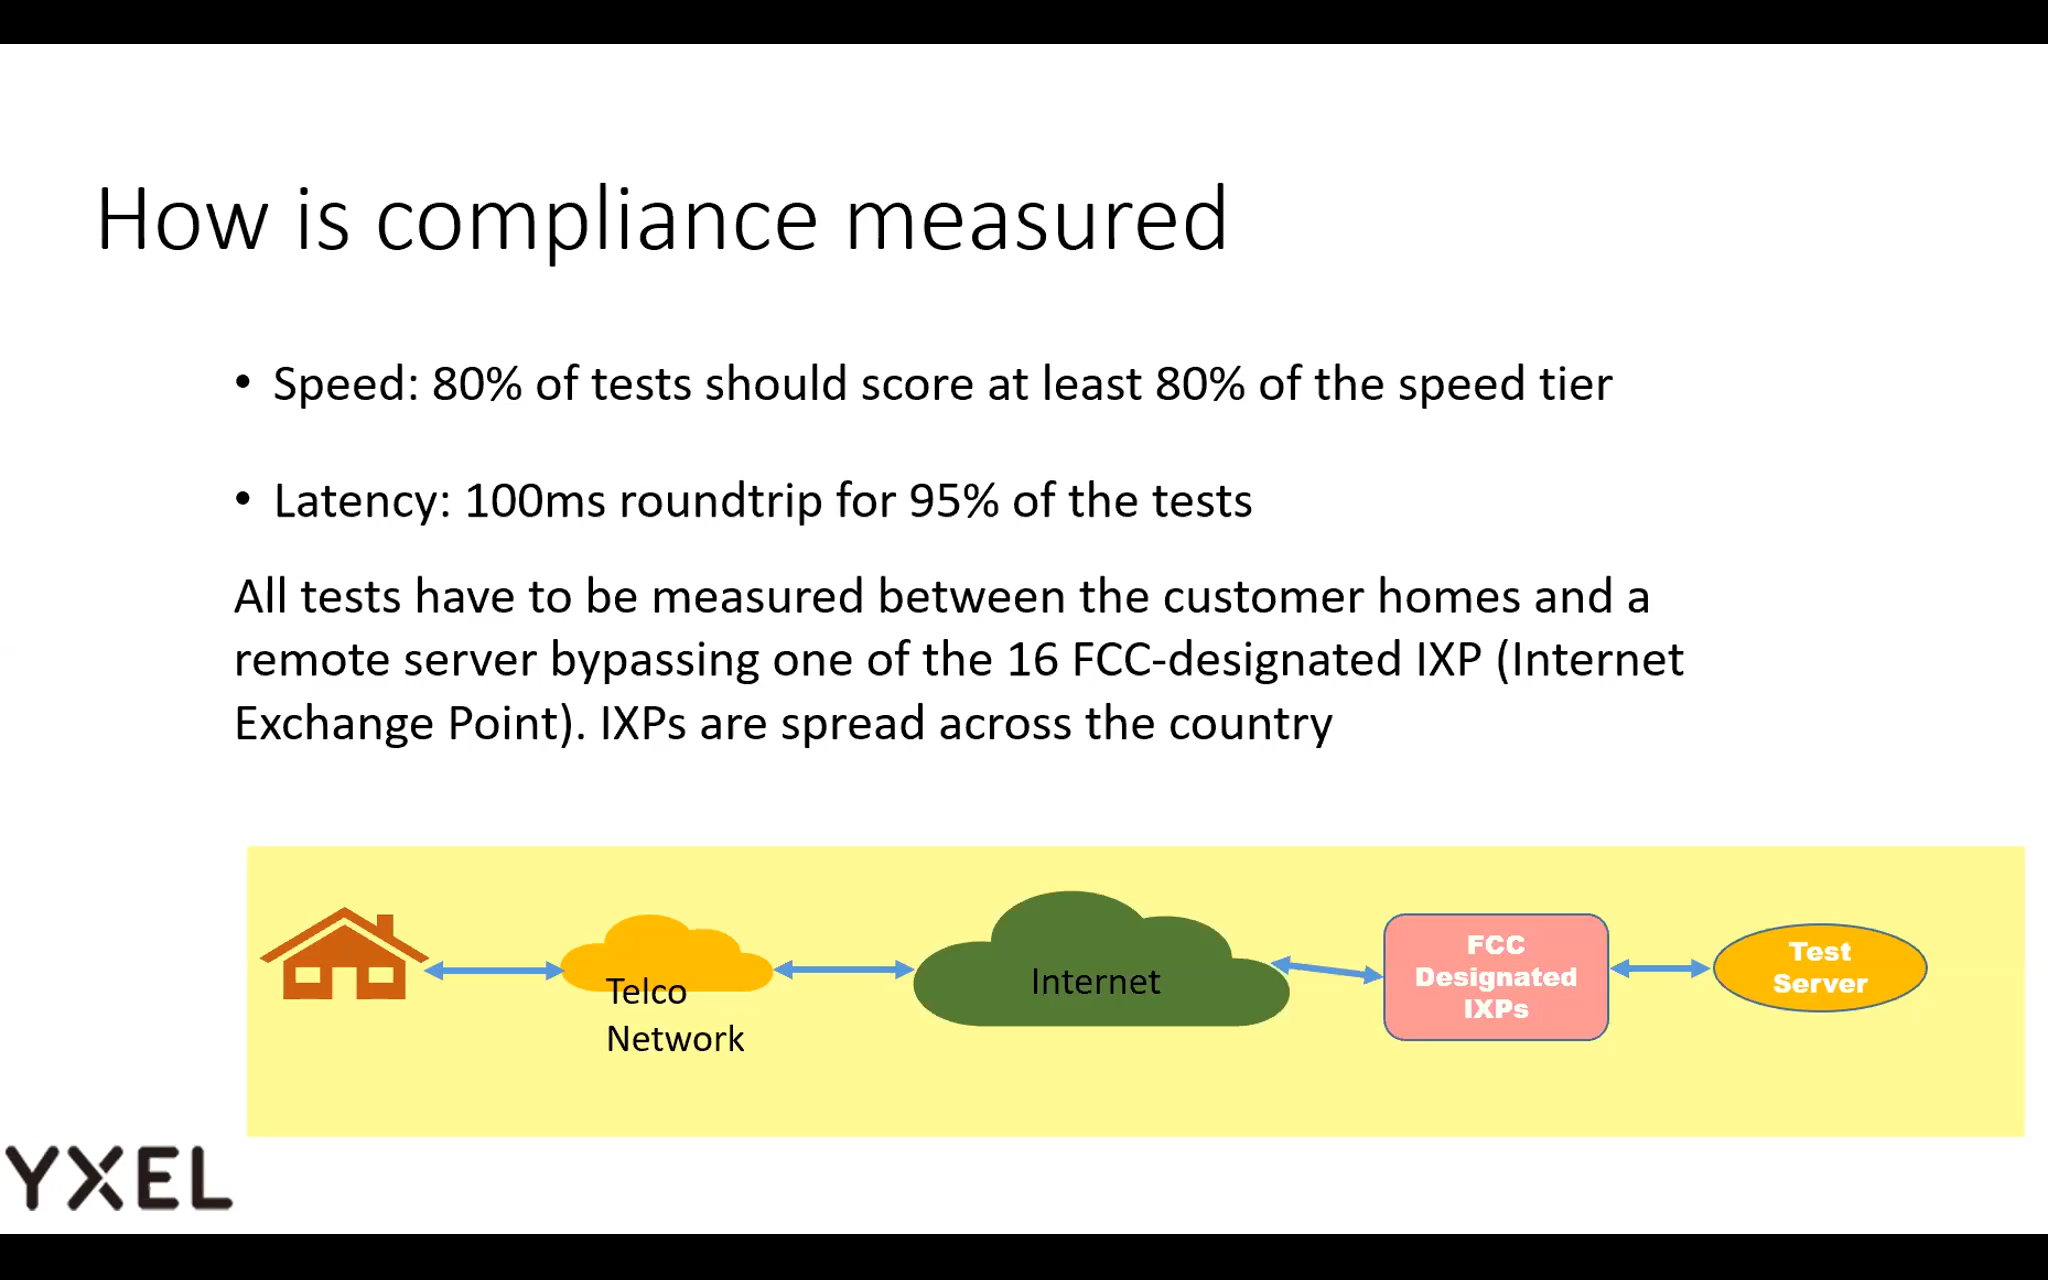 How is compliance measured
• Speed: 80% of tests should score at least 80% of the speed tier
• Latency: 100ms roundtrip for 95% of the tests
All tests have to be measured between the customer homes and a
remote server bypassing one of the 16 FCC-designated IXP (Internet
Exchange Point). IXPs are spread across the country
Telco
Network
Internet
FCC
Designated
IXPs
Test
Server
YXEL